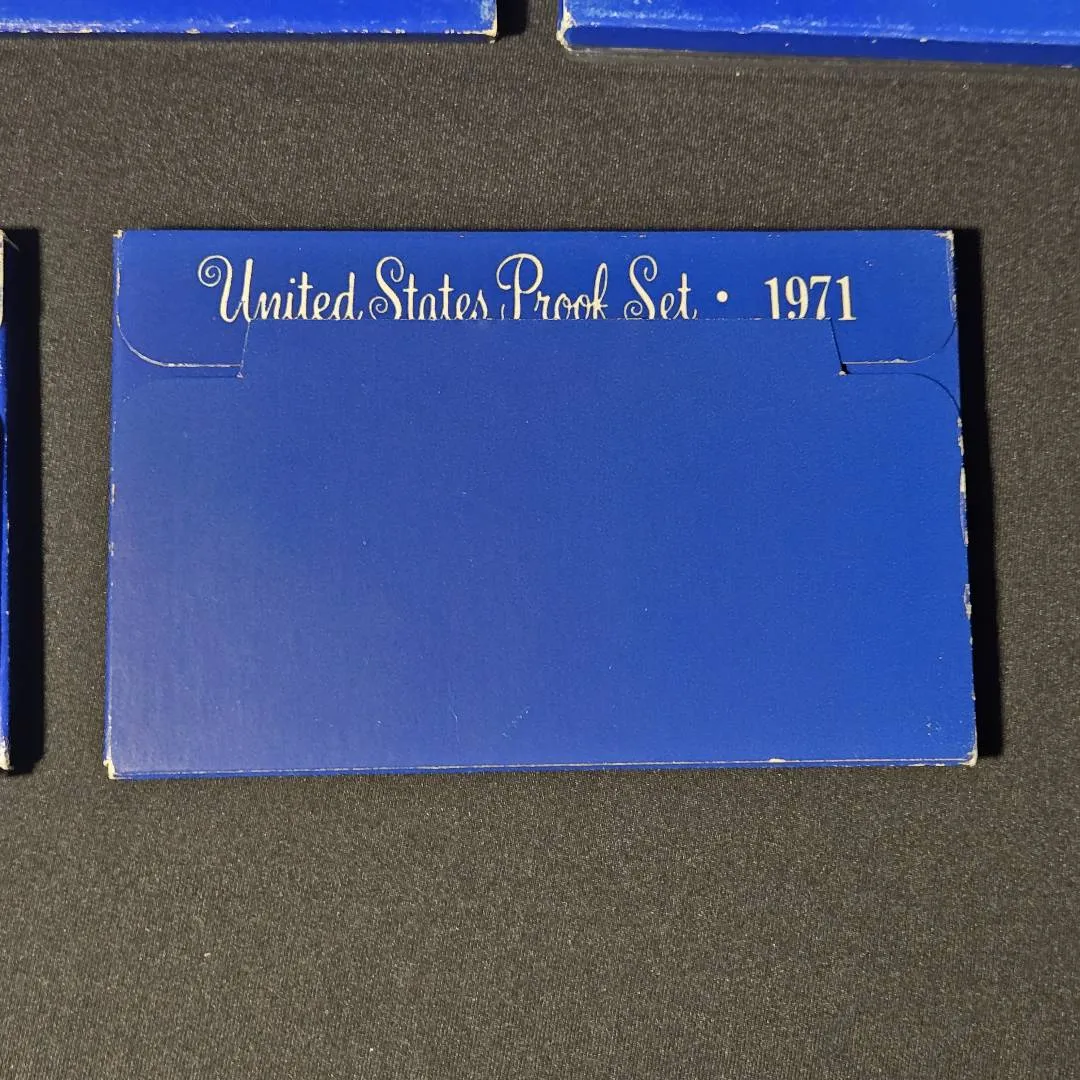 United States Proof Set • 1971